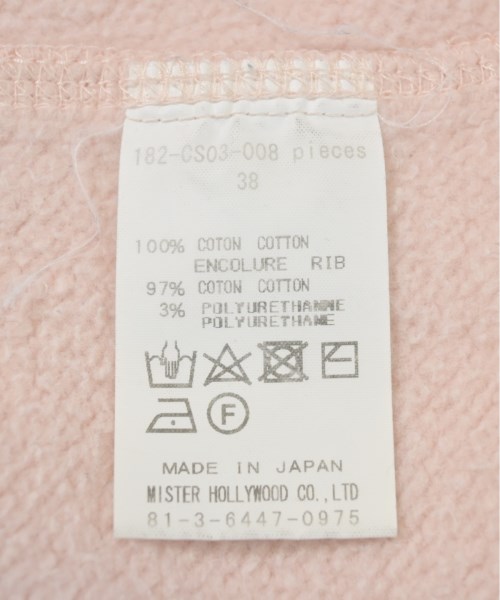 182-CS03-008 pieces
38
100% COTON COTTON
ENCOLURE RIB
97% COTON COTTON
3% POLYURETHANNE
POLYURETHANE
F
MADE IN JAPAN
MISTER HOLLYWOOD CO.,LTD
81-3-6447-0975